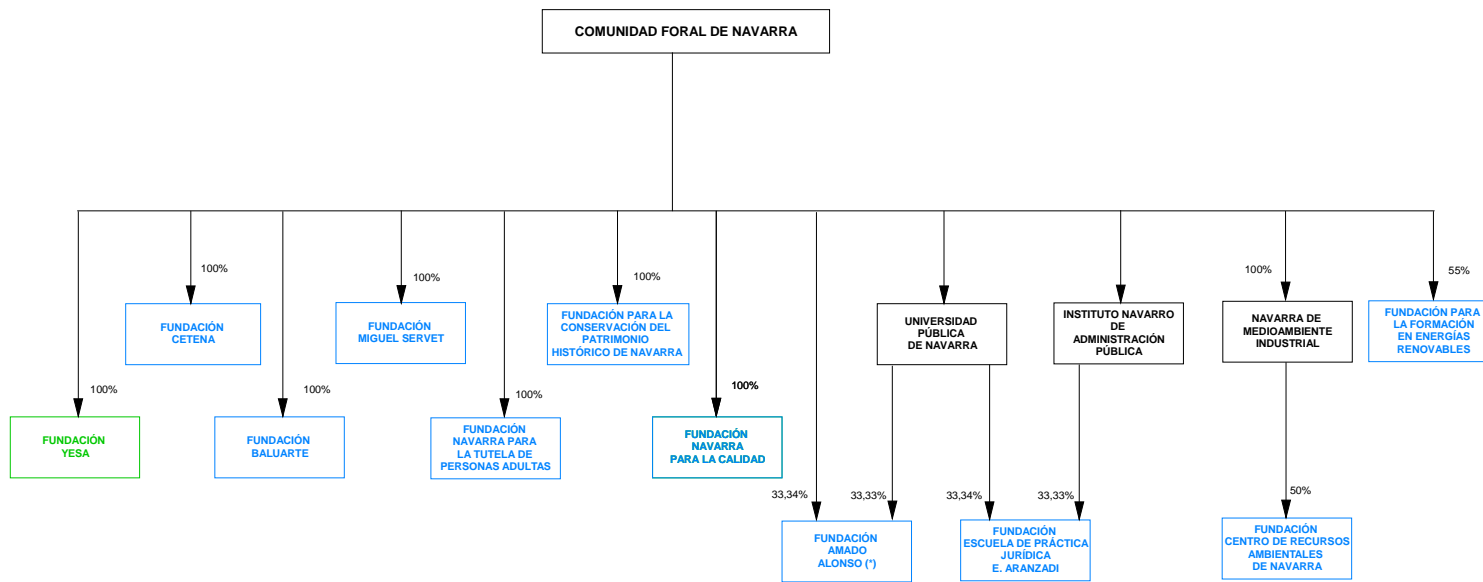 COMUNIDAD FORAL DE NAVARRA
100%
100%
100%
100%
55%
FUNDACIÓN
CETENA
FUNDACIÓN
MIGUEL SERVET
FUNDACIÓN PARA LA
CONSERVACIÓN DEL
PATRIMONIO
HISTÓRICO DE NAVARRA
UNIVERSIDAD
PÚBLICA
DE NAVARRA
INSTITUTO NAVARRO
DE
ADMINISTRACIÓN
PÚBLICA
NAVARRA DE
MEDIOAMBIENTE
INDUSTRIAL
FUNDACIÓN PARA
LA FORMACIÓN
EN ENERGÍAS
RENOVABLES
100%
100%
100%
100%
FUNDACIÓN
YESA
FUNDACIÓN
BALUARTE
FUNDACIÓN
NAVARRA PARA
LA TUTELA DE
PERSONAS ADULTAS
FUNDACIÓN
NAVARRA
PARA LA CALIDAD
33,34%
33,33%
33,34%
33,33%
50%
FUNDACIÓN
AMADO
ALONSO (*)
FUNDACIÓN
ESCUELA DE PRÁCTICA
JURÍDICA
E. ARANZADI
FUNDACIÓN
CENTRO DE RECURSOS
AMBIENTALES
DE NAVARRA